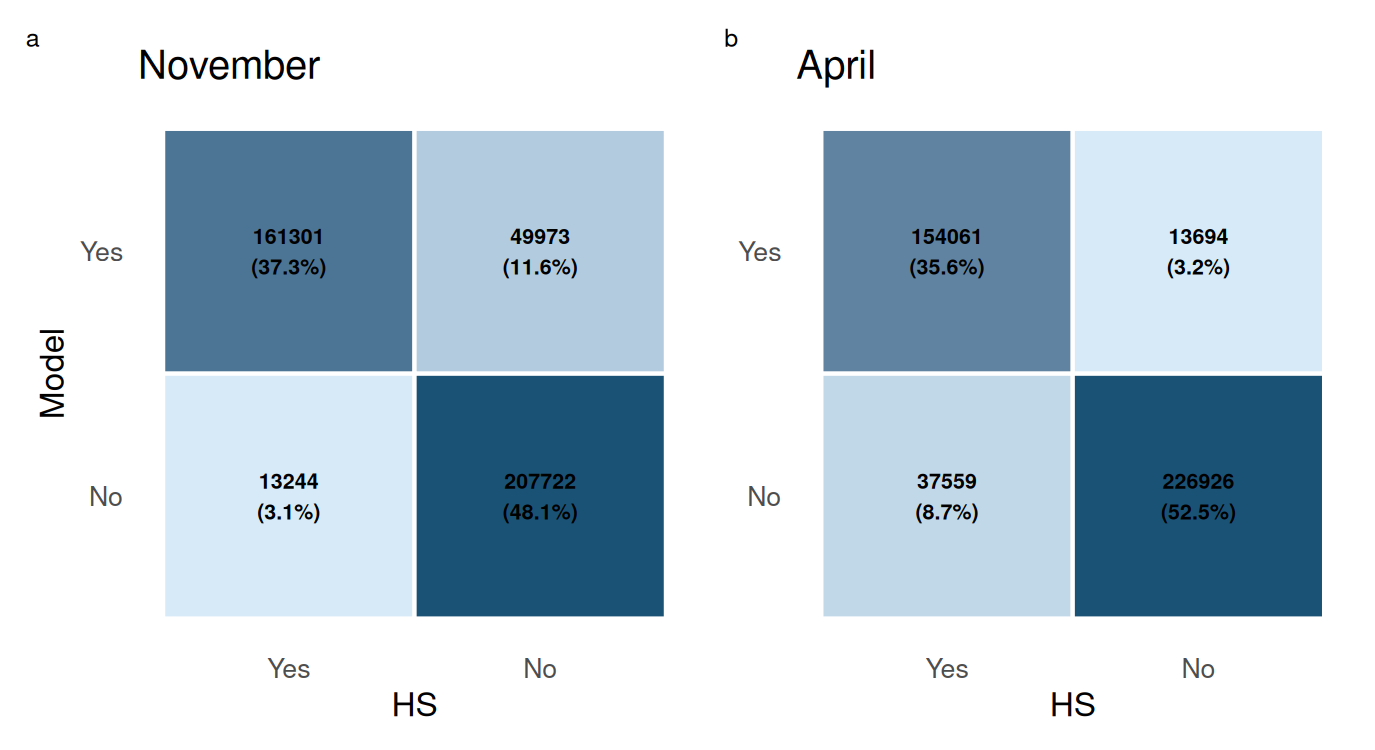 a
November
Yes
161301
(37.3%)
49973
(11.6%)
No
13244
(3.1%)
207722
(48.1%)
Model
Yes
No
HS
b
April
Yes
154061
(35.6%)
13694
(3.2%)
No
37559
(8.7%)
226926
(52.5%)
Yes
No
HS